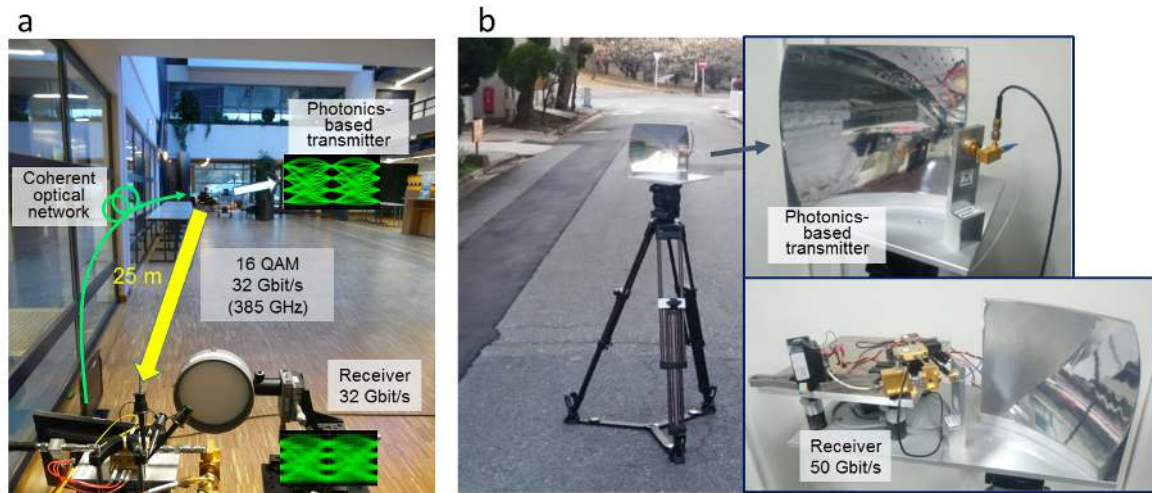 a
Photonics-
based
transmitter
Coherent
optical
network
25 m
16 QAM
32 Gbit/s
(385 GHz)
Receiver
32 Gbit/s
b
Photonics-
based
transmitter
Receiver
50 Gbit/s